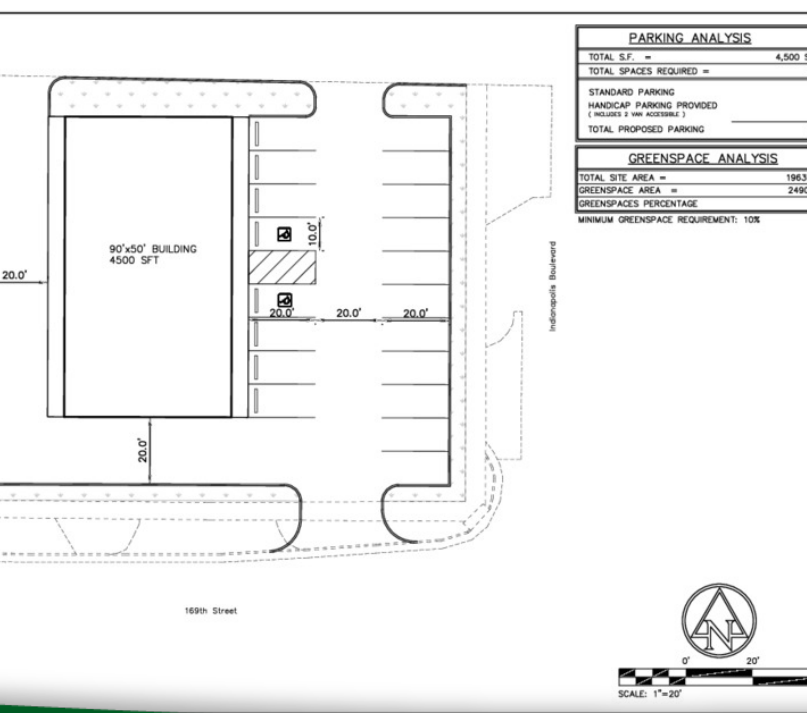 PARKING ANALYSIS
TOTAL S.F. =
4,500 S
TOTAL SPACES REQUIRED =
STANDARD PARKING
HANDICAP PARKING PROVIDED
( INCLUDES 2 VAN ACCESSIBLE )
TOTAL PROPOSED PARKING
GREENSPACE ANALYSIS
TOTAL SITE AREA =
1963
GREENSPACE AREA =
2490
GREENSPACES PERCENTAGE
MINIMUM GREENSPACE REQUIREMENT: 10%
90'x50' BUILDING
4500 SFT
10.0'
20.0'
20.0'
20.0'
20.0'
20.0'
Indianapolis Boulevard
169th Street
N
0'
20'
SCALE: 1"=20'